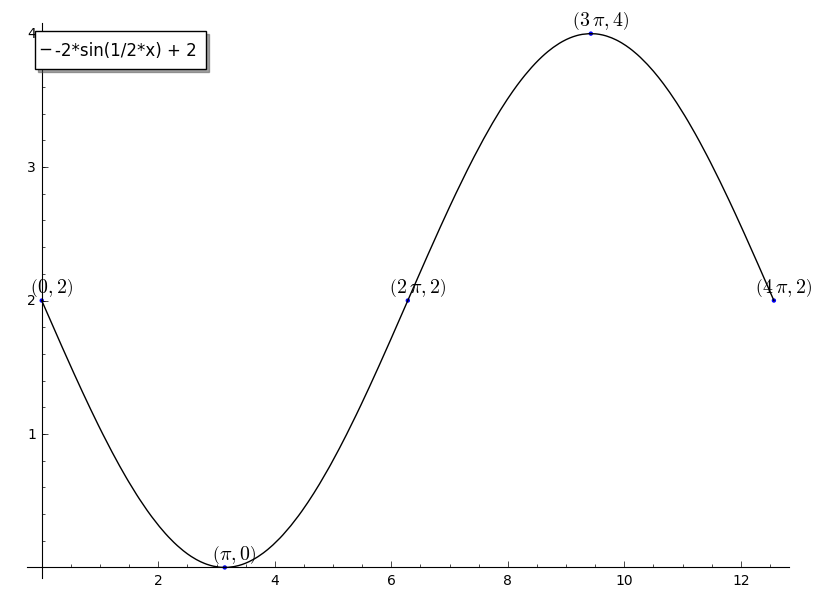 (3π, 4)
4
-2*sin(1/2*x) + 2
3
(0, 2)
(2π, 2)
(4π, 2)
2
1
(π, 0)
2 4 6 8 10 12